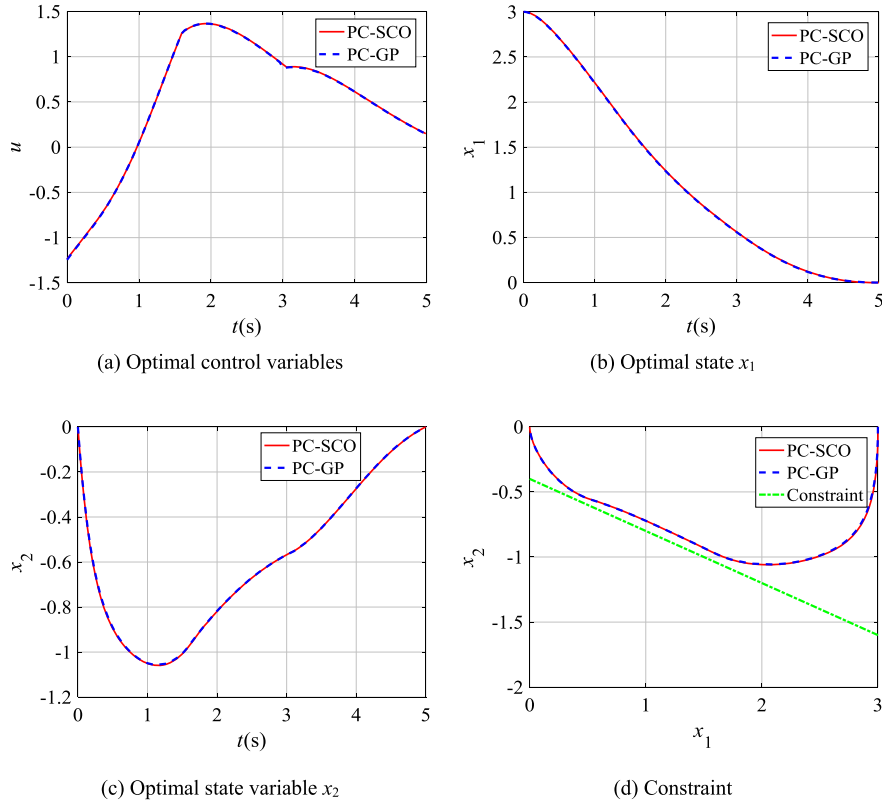 1.5
1
0.5
0
-0.5
-1
-1.5
u
0 1 2 3 4 5
t(s)
PC-SCO
PC-GP
(a) Optimal control variables
3
2.5
2
1.5
1
0.5
0
x1
0 1 2 3 4 5
t(s)
PC-SCO
PC-GP
(b) Optimal state x1
0
-0.2
-0.4
-0.6
-0.8
-1
-1.2
x2
0 1 2 3 4 5
t(s)
PC-SCO
PC-GP
(c) Optimal state variable x2
0
-0.5
-1
-1.5
-2
x2
0 1 2 3
x1
PC-SCO
PC-GP
Constraint
(d) Constraint